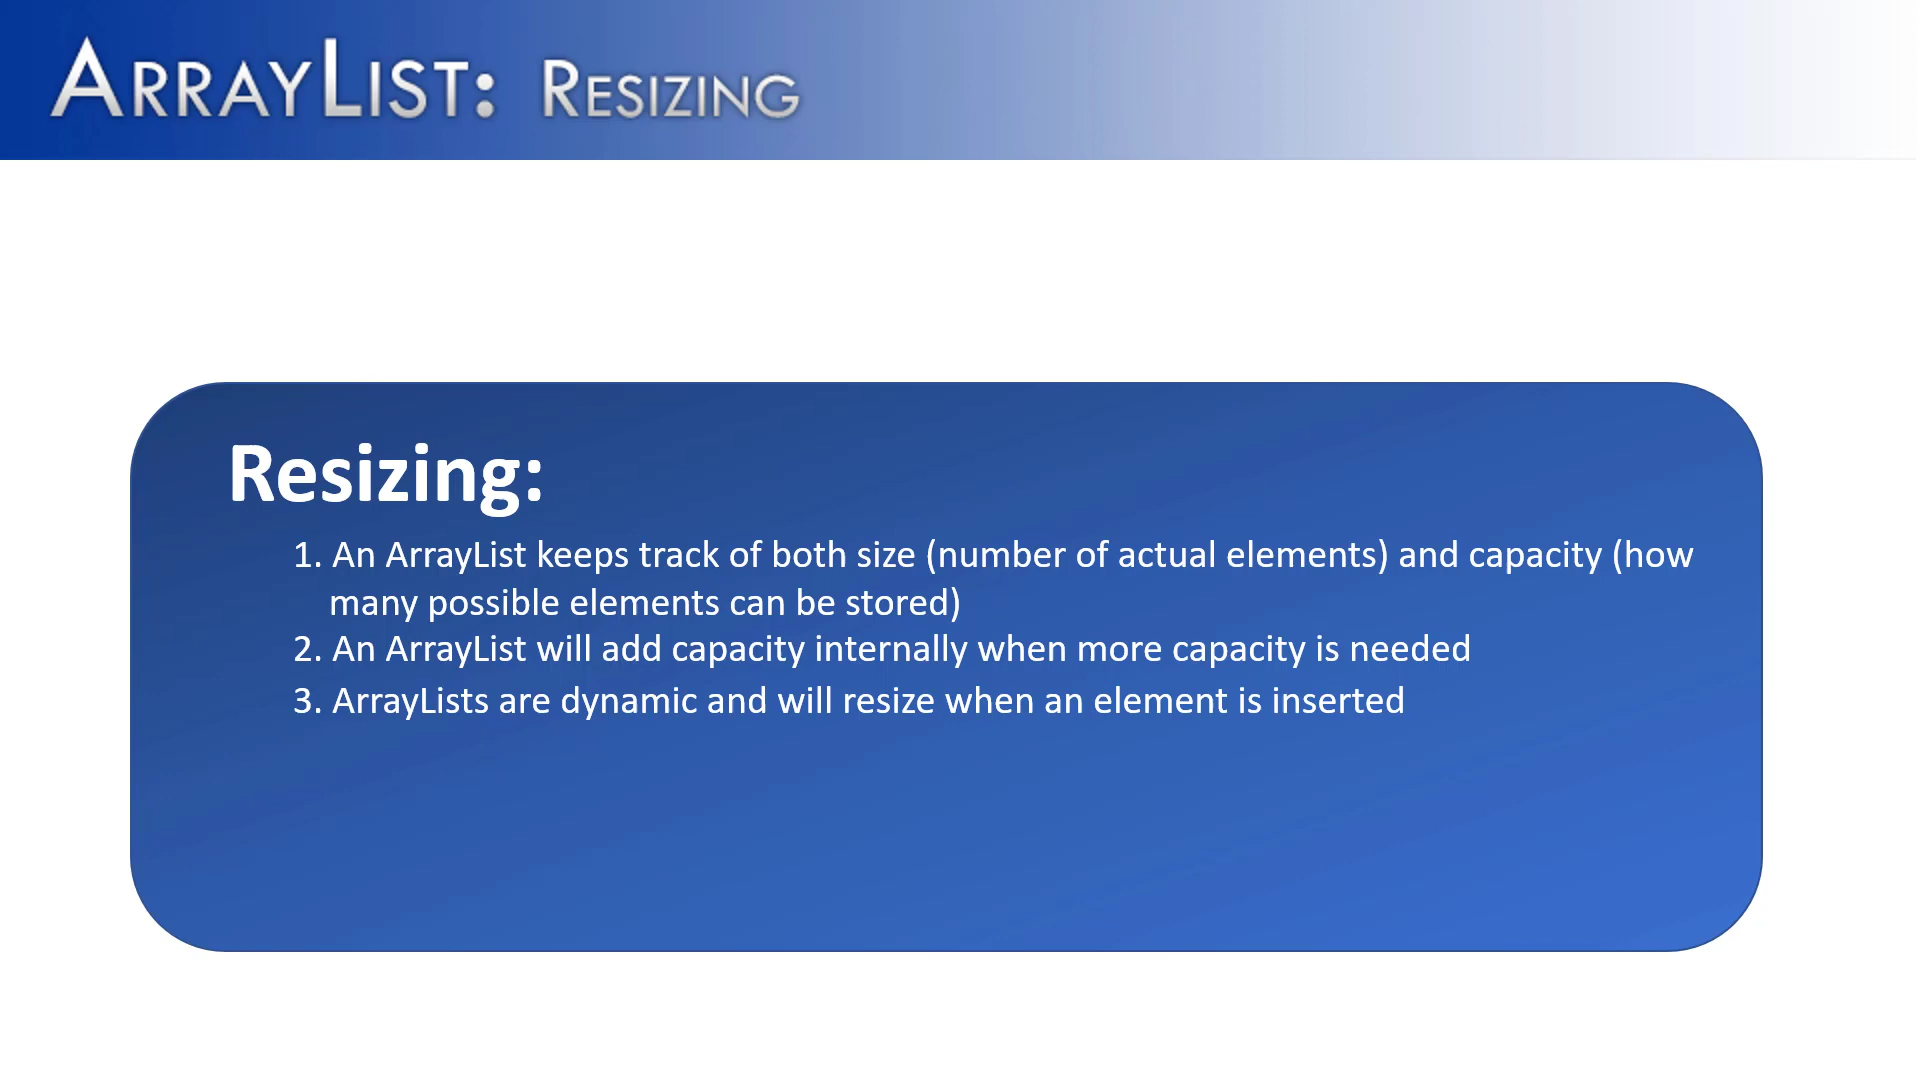 ArrayList: Resizing
Resizing:
1. An ArrayList keeps track of both size (number of actual elements) and capacity (how
many possible elements can be stored)
2. An ArrayList will add capacity internally when more capacity is needed
3. ArrayLists are dynamic and will resize when an element is inserted